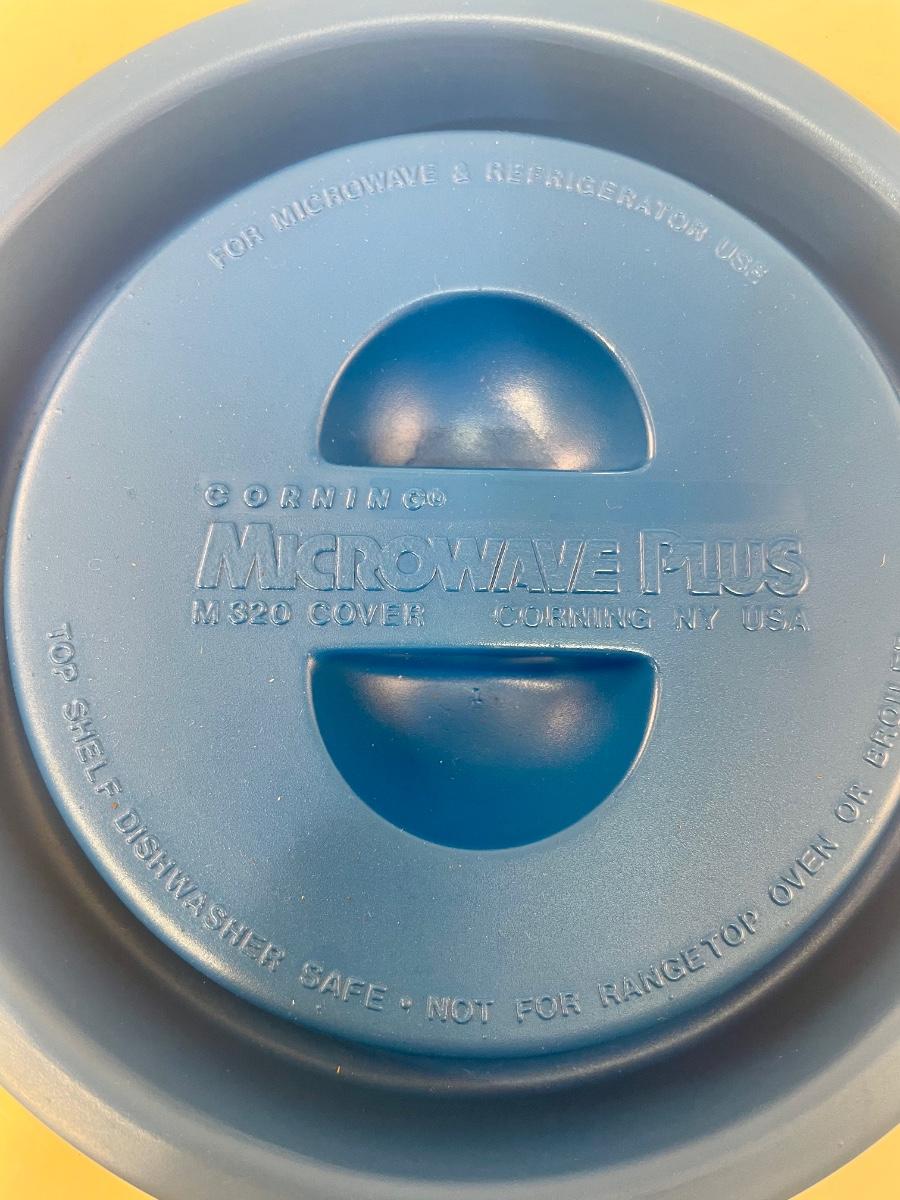 FOR MICROWAVE & REFRIGERATOR USE
CORNING®
MICROWAVE PLUS
M 320 COVER CORNING NY USA
TOP SHELF DISHWASHER SAFE • NOT FOR RANGETOP OVEN OR BROILER